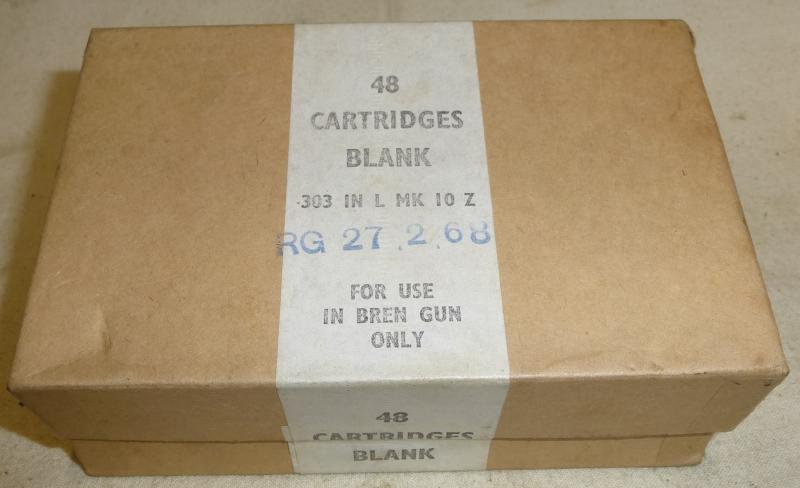 48
CARTRIDGES
BLANK
·303 IN L MK 10 Z
RG 27.2.68
FOR USE
IN BREN GUN
ONLY
48
CARTRIDGES
BLANK